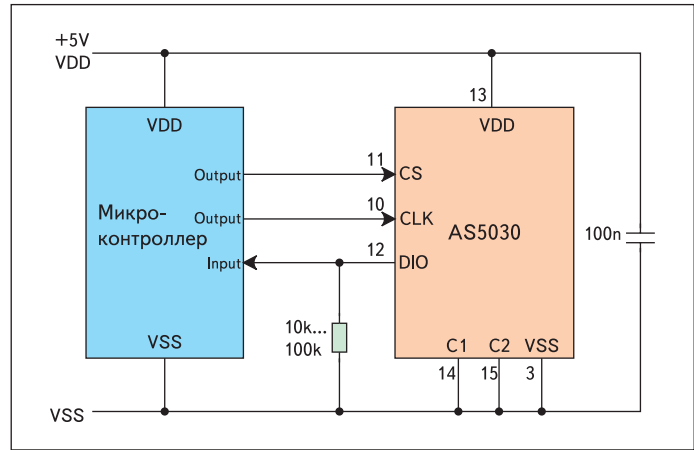 +5V
VDD
13
VDD
VDD
11
Output
CS
10
Output
CLK
Микро-
контроллер
AS5030
100n
12
Input
DIO
10k...
100k
VSS
C1
C2
VSS
14
15
3
VSS